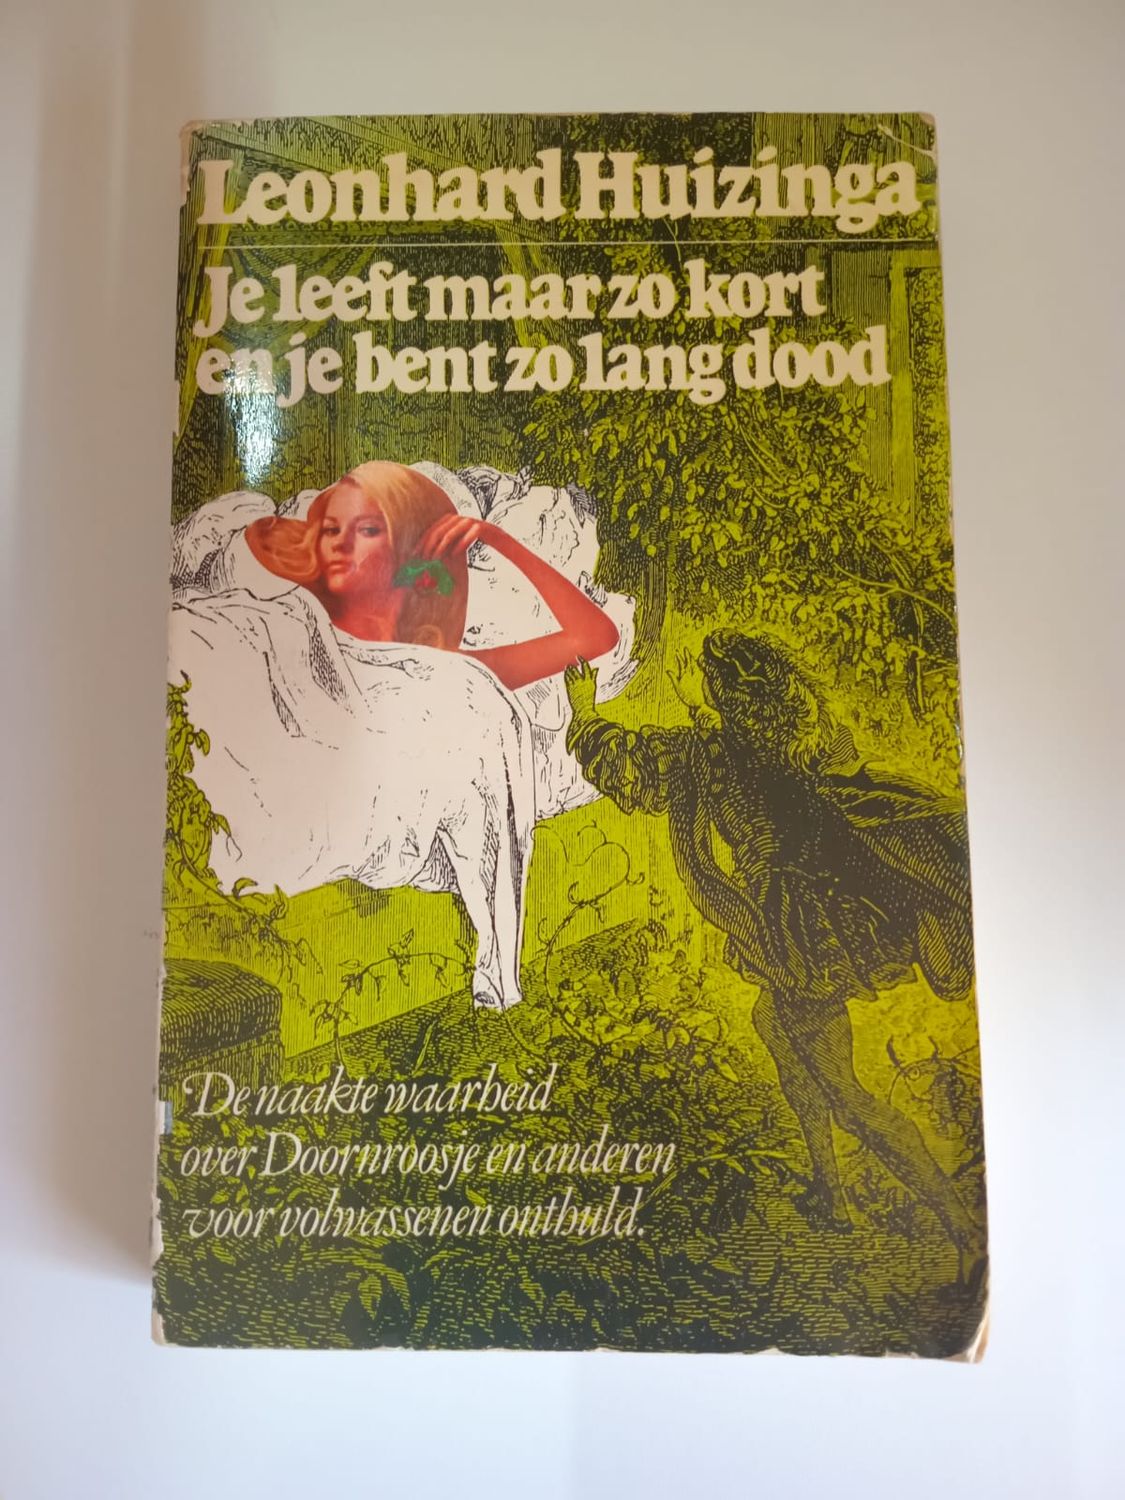 Leonhard Huizinga
Je leeft maar zo kort
en je bent zo lang dood
De naakte waarheid
over Doornroosje en anderen
voor volwassenen onthuld.